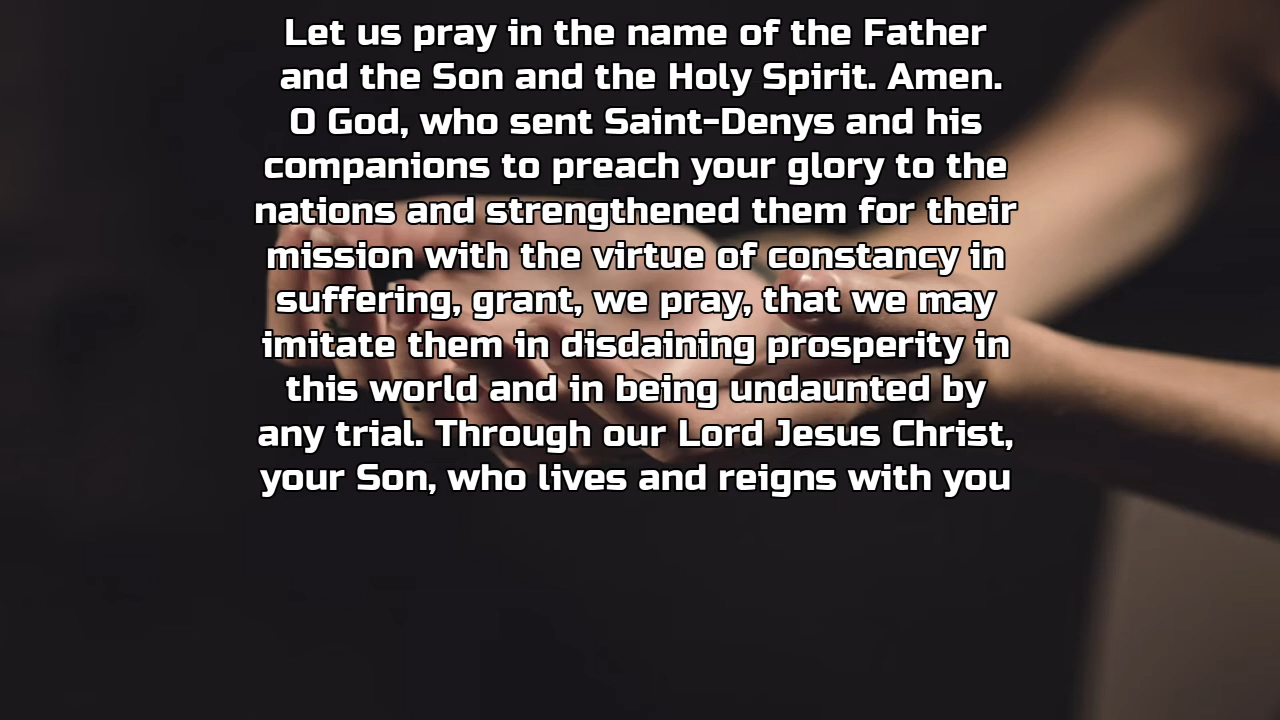 Let us pray in the name of the Father
and the Son and the Holy Spirit. Amen.
O God, who sent Saint-Denys and his
companions to preach your glory to the
nations and strengthened them for their
mission with the virtue of constancy in
suffering, grant, we pray, that we may
imitate them in disdaining prosperity in
this world and in being undaunted by
any trial. Through our Lord Jesus Christ,
your Son, who lives and reigns with you